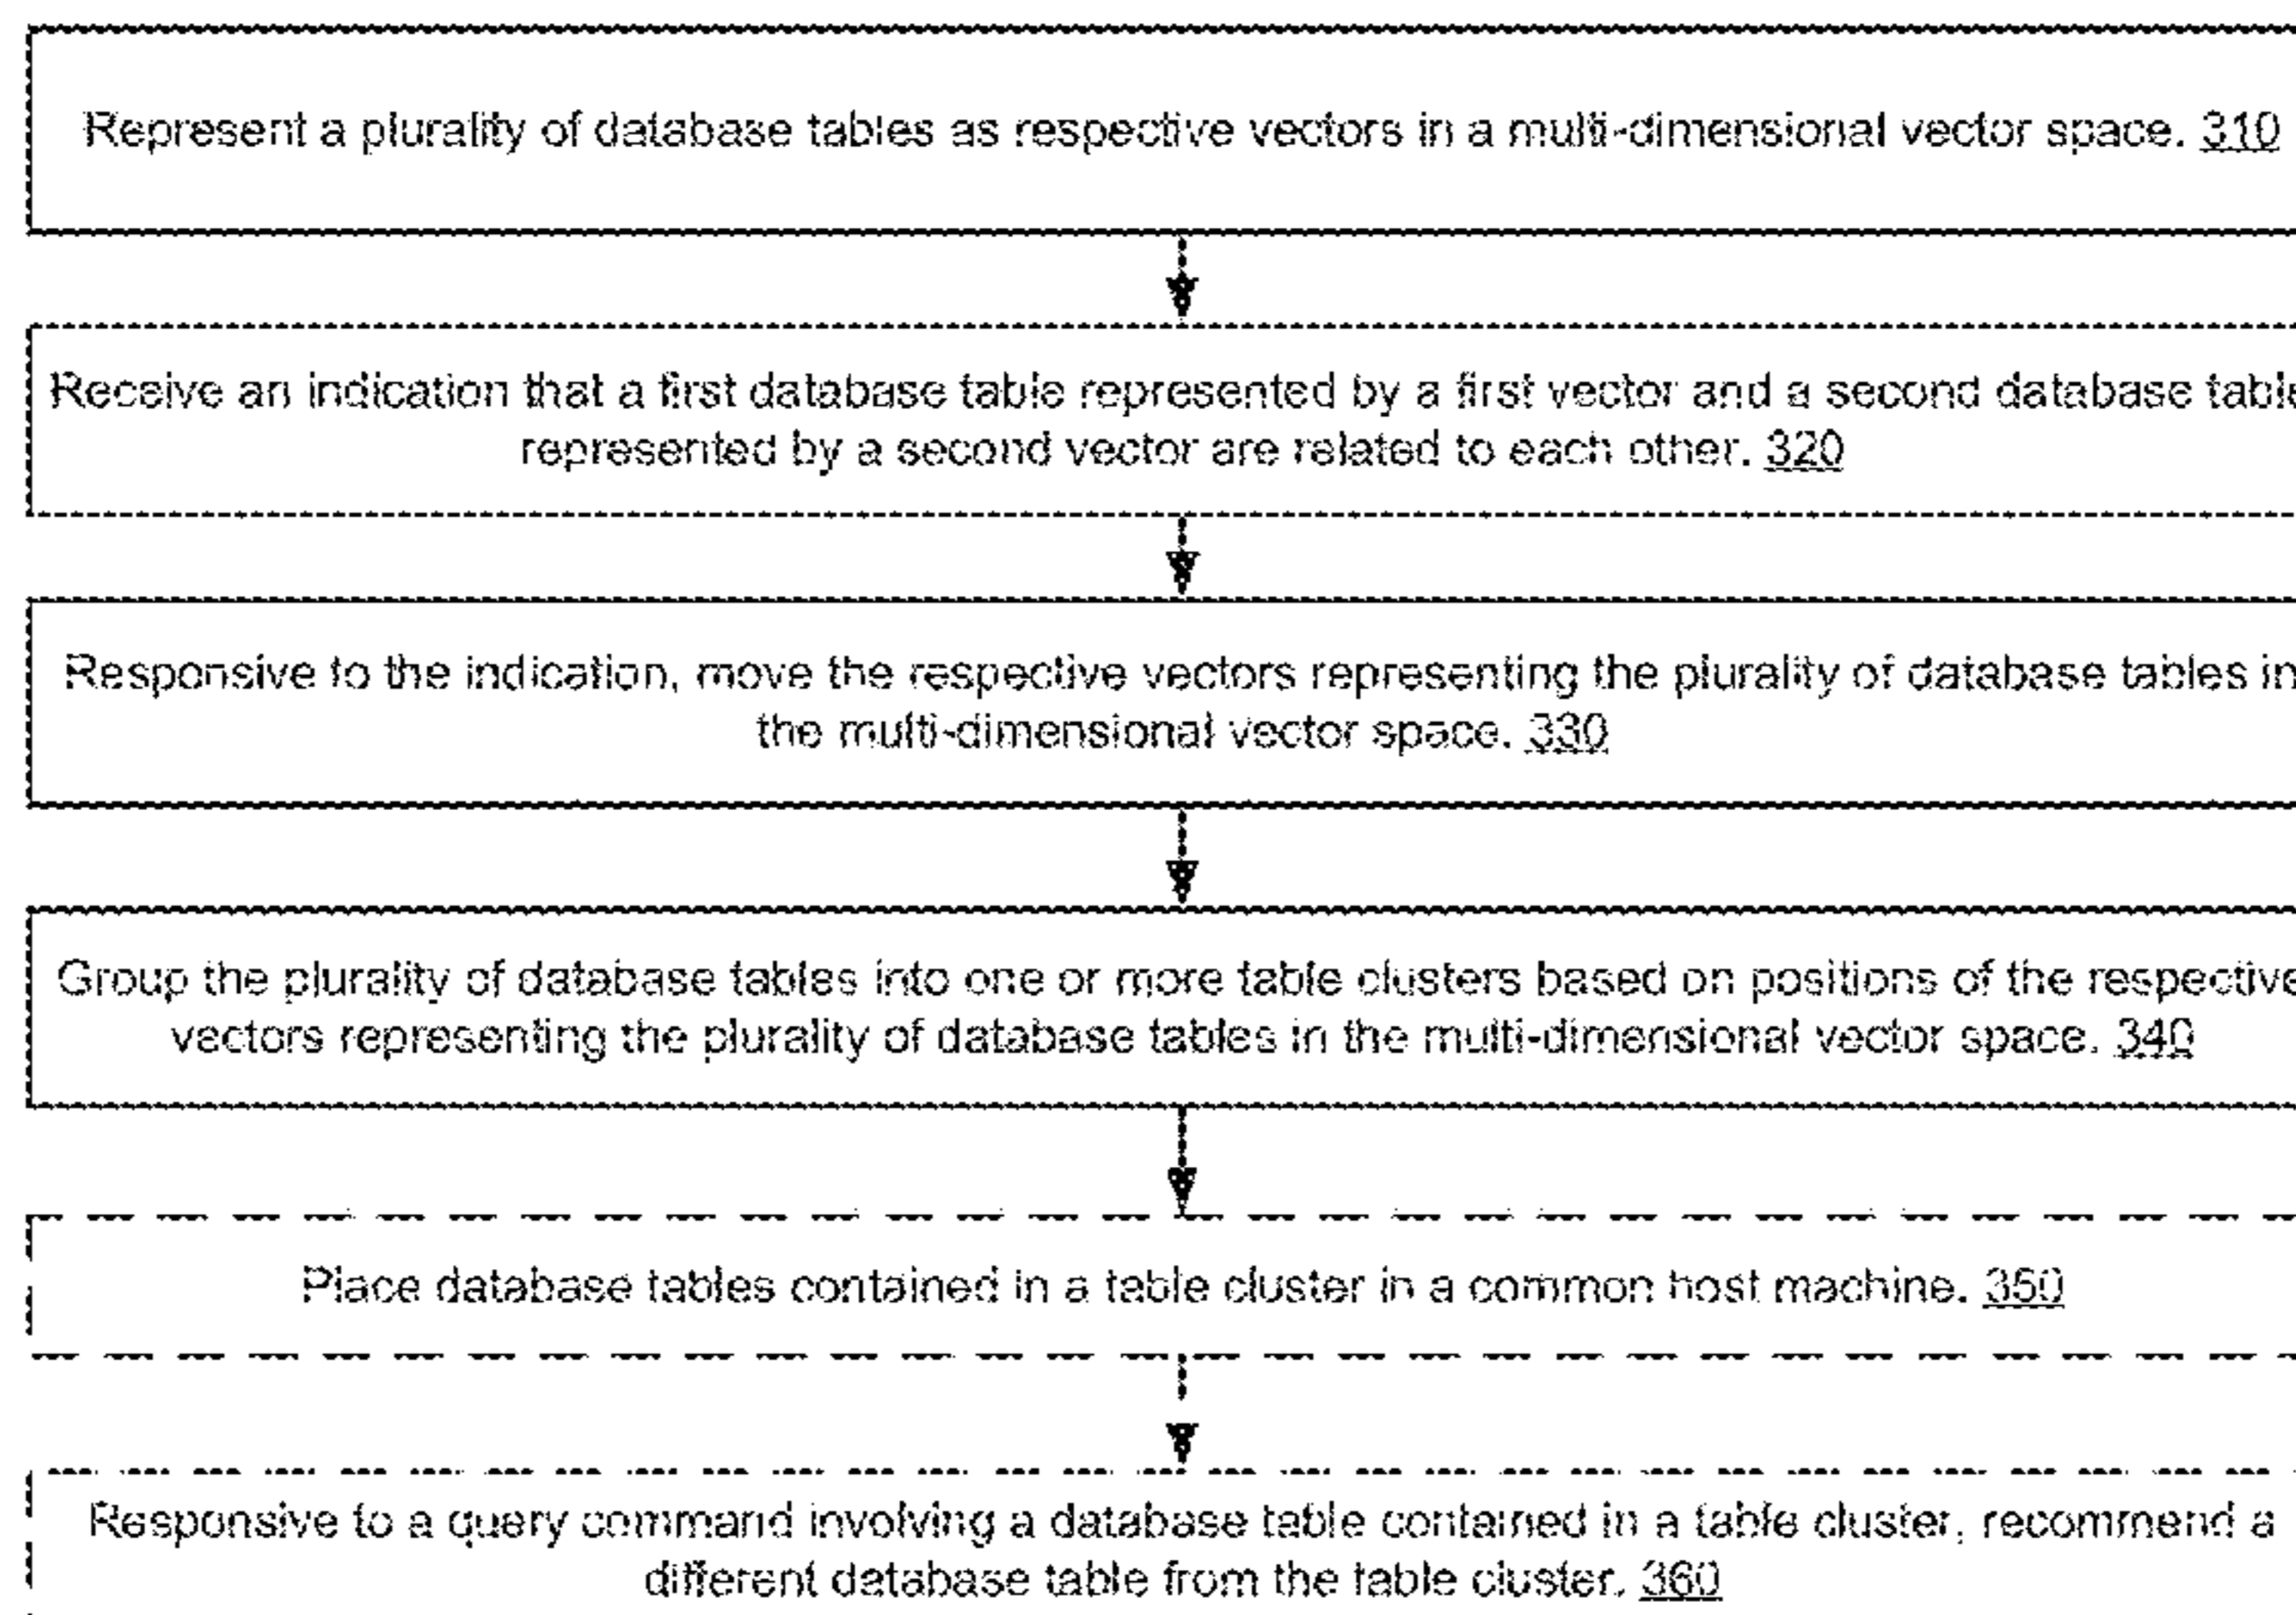 Represent a plurality of database tables as respective vectors in a multi-dimensional vector space. 310
Receive an indication that a first database table represented by a first vector and a second database table
represented by a second vector are related to each other. 320
Responsive to the indication, move the respective vectors representing the plurality of database tables in
the multi-dimensional vector space. 330
Group the plurality of database tables into one or more table clusters based on positions of the respective
vectors representing the plurality of database tables in the multi-dimensional vector space. 340
Place database tables contained in a table cluster in a common host machine. 350
Responsive to a query command involving a database table contained in a table cluster, recommend a
different database table from the table cluster. 360